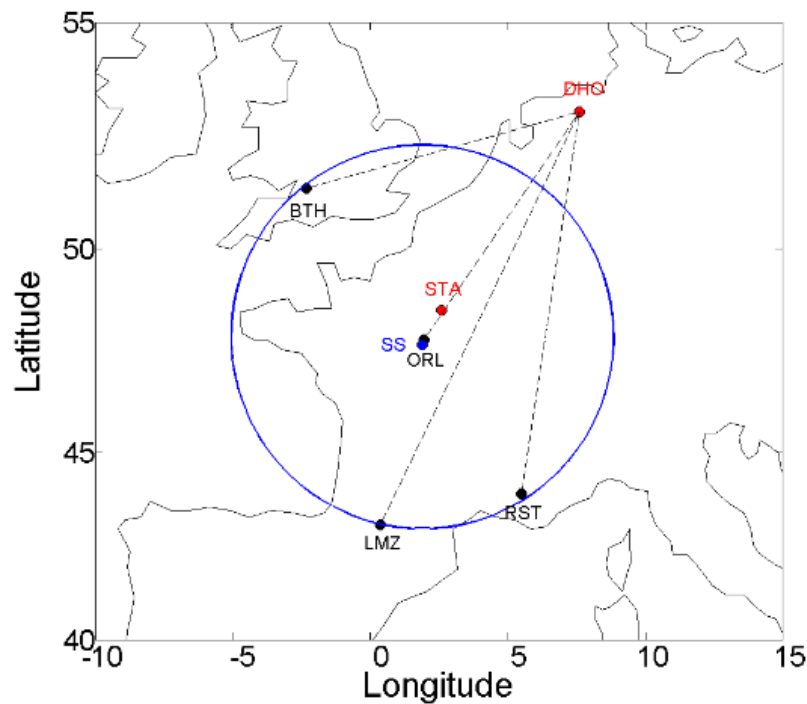 55
DHO
BTH
50
STA
SS
ORL
Latitude
45
RST
LMZ
40
-10
-5
0
5
10
15
Longitude